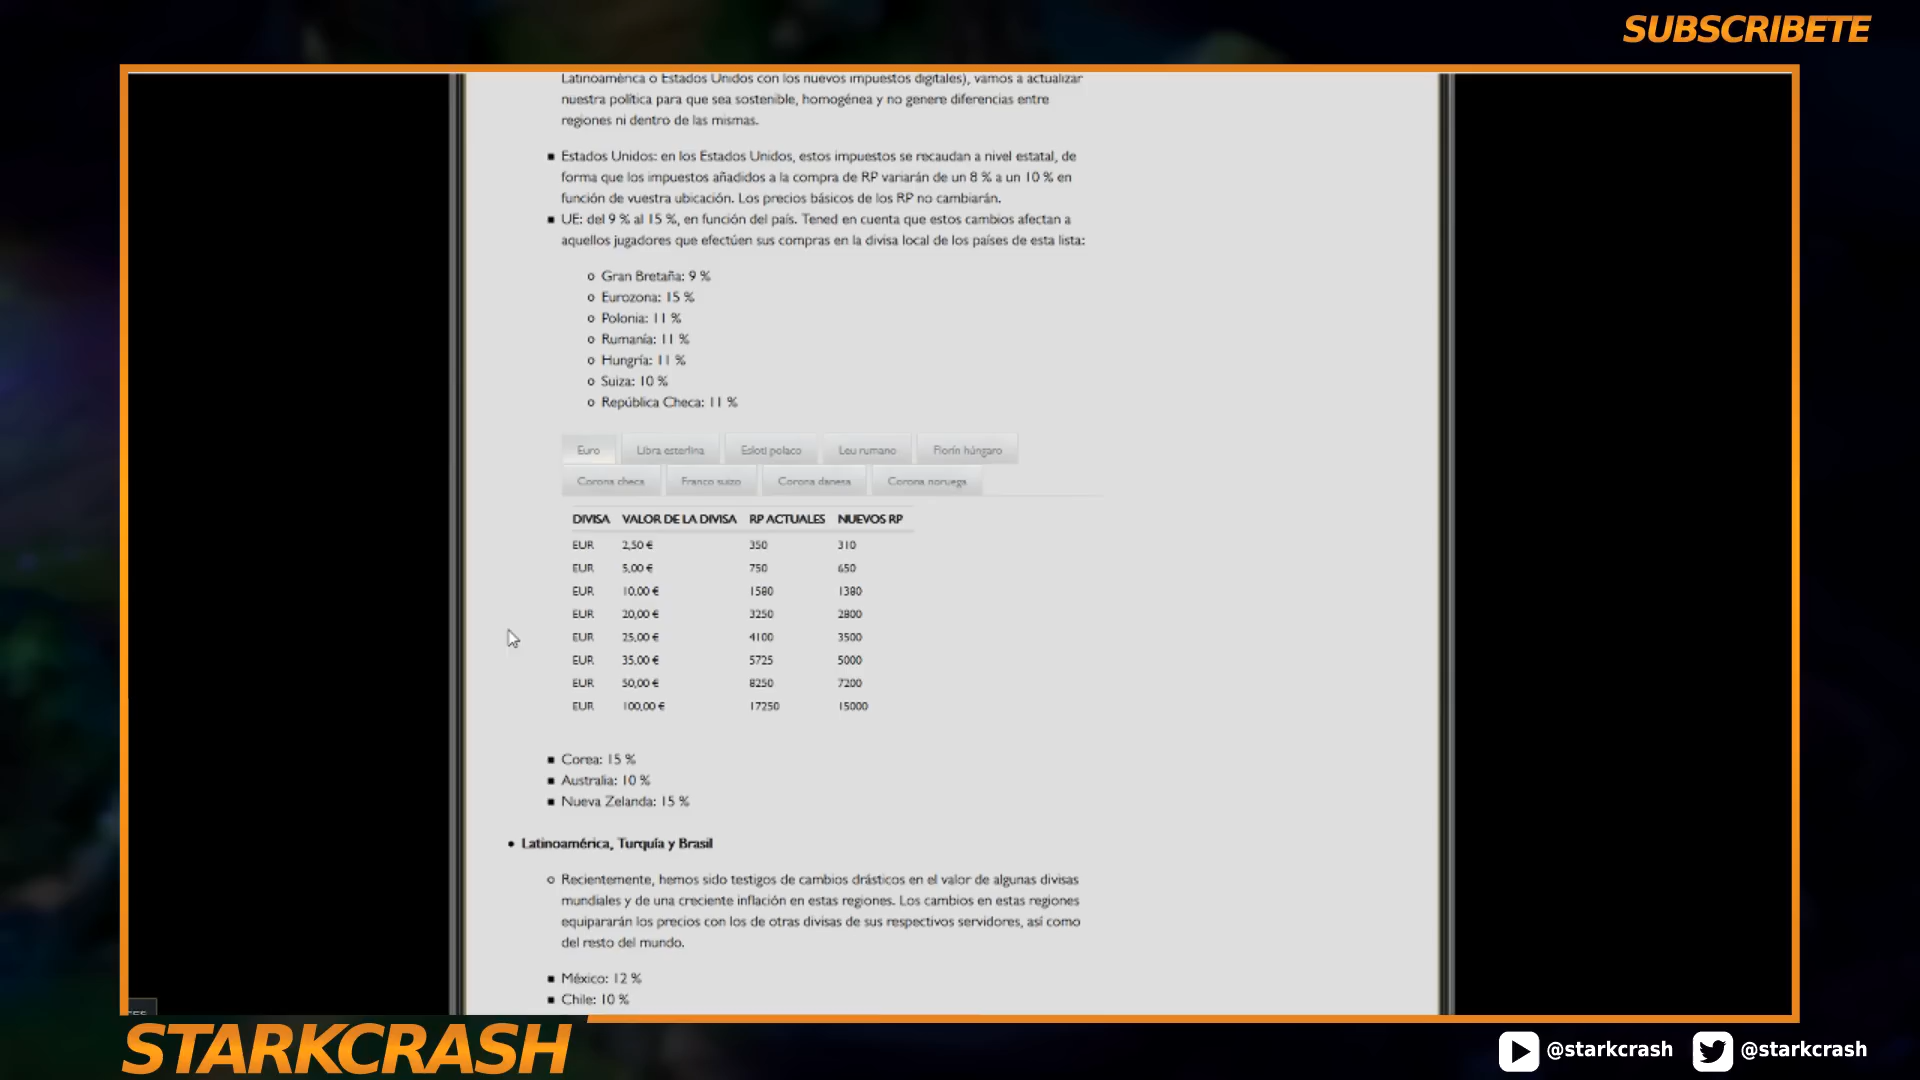 SUBSCRIBETE
Latinoamérica o Estados Unidos con los nuevos impuestos digitales), vamos a actualizar
nuestra política para que sea sostenible, homogénea y no genere diferencias entre
regiones ni dentro de las mismas.
Estados Unidos: en los Estados Unidos, estos impuestos se recaudan a nivel estatal, de
forma que los impuestos añadidos a la compra de RP variarán de un 8 % a un 10 % en
función de vuestra ubicación. Los precios básicos de los RP no cambiarán.
UE: del 9 % al 15 %, en función del país. Tened en cuenta que estos cambios afectan a
aquellos jugadores que efectúen sus compras en la divisa local de los países de esta lista:
Gran Bretaña: 9 %
Eurozona: 15 %
Polonia: 11 %
Rumanía: 11 %
Hungría: 11 %
Suiza: 10 %
República Checa: 11 %
Euro Libra esterlina Esloti polaco Leu rumano Florín húngaro
Corona checa Franco suizo Corona danesa Corona noruega
DIVISA VALOR DE LA DIVISA RP ACTUALES NUEVOS RP
EUR 2,50 € 350 310
EUR 5,00 € 750 650
EUR 10,00 € 1580 1380
EUR 20,00 € 3250 2800
EUR 25,00 € 4100 3500
EUR 35,00 € 5725 5000
EUR 50,00 € 8250 7200
EUR 100,00 € 17250 15000
Corea: 15 %
Australia: 10 %
Nueva Zelanda: 15 %
Latinoamérica, Turquía y Brasil
Recientemente, hemos sido testigos de cambios drásticos en el valor de algunas divisas
mundiales y de una creciente inflación en estas regiones. Los cambios en estas regiones
equipararán los precios con los de otras divisas de sus respectivos servidores, así como
del resto del mundo.
México: 12 %
Chile: 10 %
STARKCRASH
@starkcrash @starkcrash